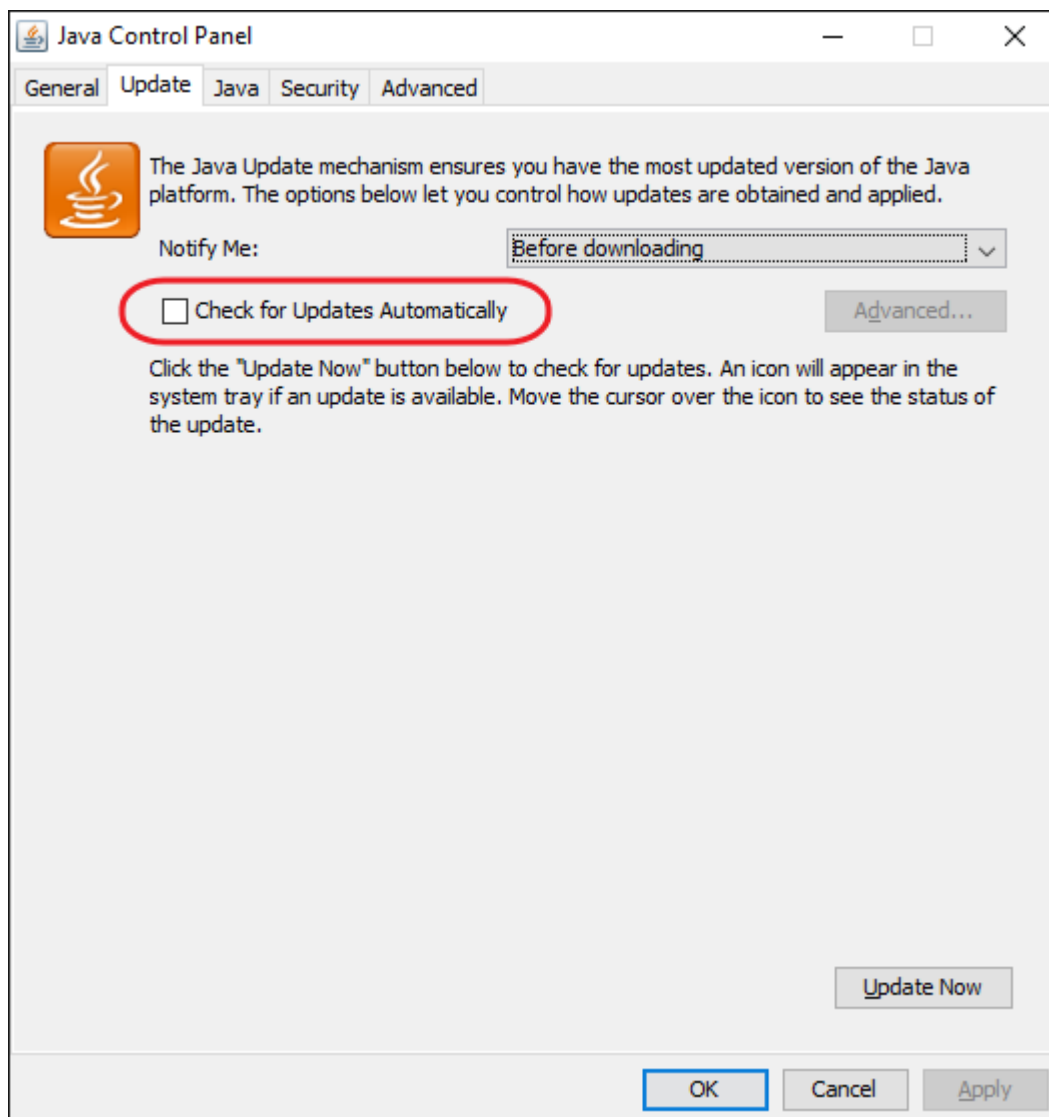 Java Control Panel
General Update Java Security Advanced
The Java Update mechanism ensures you have the most updated version of the Java
platform. The options below let you control how updates are obtained and applied.
Notify Me: Before downloading
Check for Updates Automatically Advanced...
Click the "Update Now" button below to check for updates. An icon will appear in the
system tray if an update is available. Move the cursor over the icon to see the status of
the update.
Update Now
OK Cancel Apply